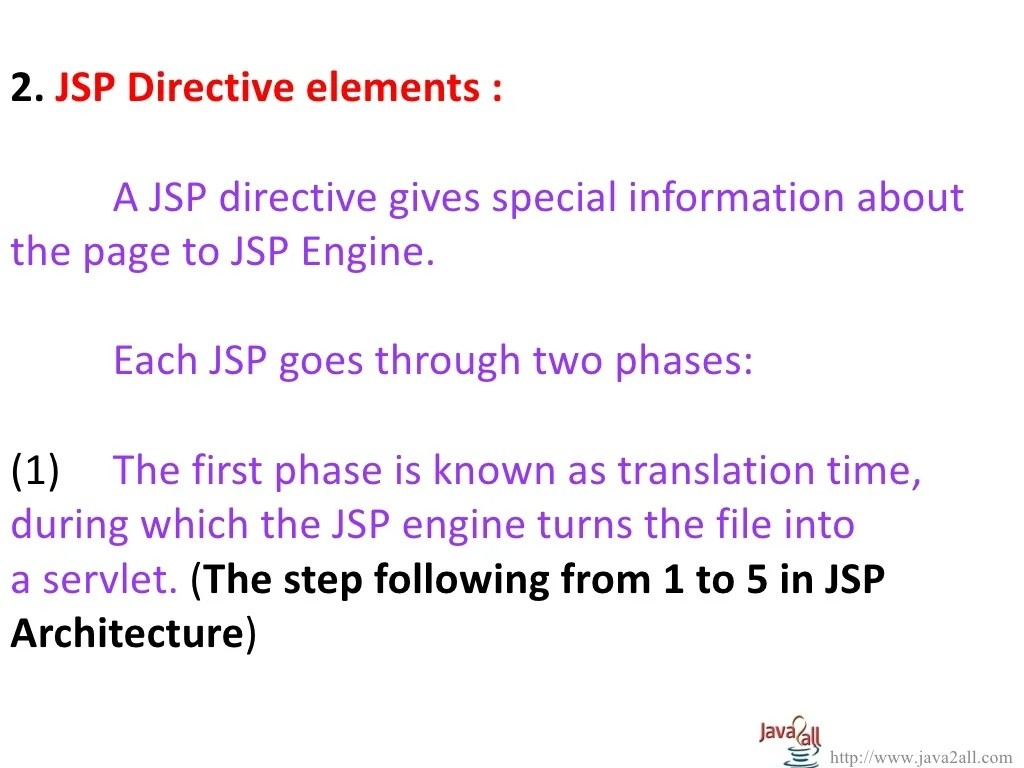 2. JSP Directive elements :
A JSP directive gives special information about
the page to JSP Engine.
Each JSP goes through two phases:
(1) The first phase is known as translation time,
during which the JSP engine turns the file into
a servlet. (The step following from 1 to 5 in JSP
Architecture)
Java2all
http://www.java2all.com